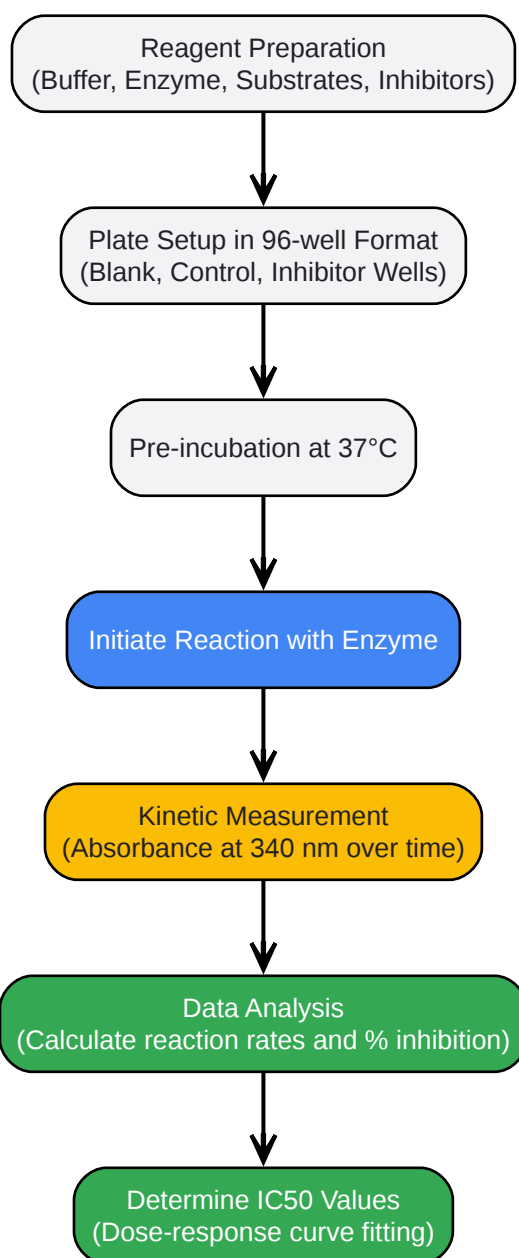 Reagent Preparation
(Buffer, Enzyme, Substrates, Inhibitors)
Plate Setup in 96-well Format
(Blank, Control, Inhibitor Wells)
Pre-incubation at 37°C
Initiate Reaction with Enzyme
Kinetic Measurement
(Absorbance at 340 nm over time)
Data Analysis
(Calculate reaction rates and % inhibition)
Determine IC50 Values
(Dose-response curve fitting)